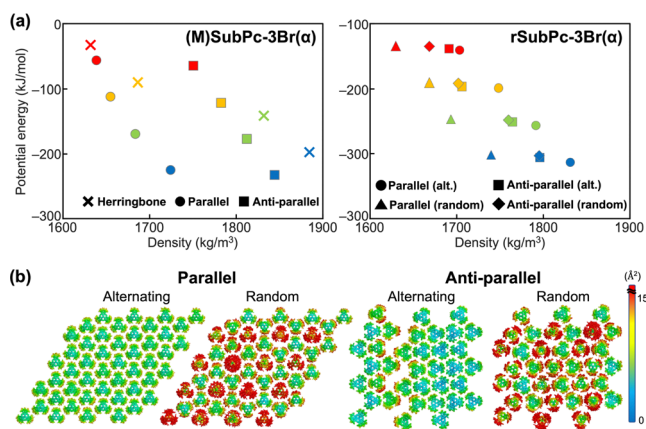 (a)
(M)SubPc-3Br(α)
rSubPc-3Br(α)
Potential energy (kJ/mol)
0
−100
−200
−300
1600
1700
1800
1900
Density (kg/m³)
Herringbone
Parallel
Anti-parallel
−100
−200
−300
−400
−300
1600
1700
1800
1900
Density (kg/m³)
Parallel (alt.)
Anti-parallel (alt.)
Parallel (random)
Anti-parallel (random)
(b)
Parallel
Anti-parallel
Alternating
Random
Alternating
Random
(Å²)
15
0